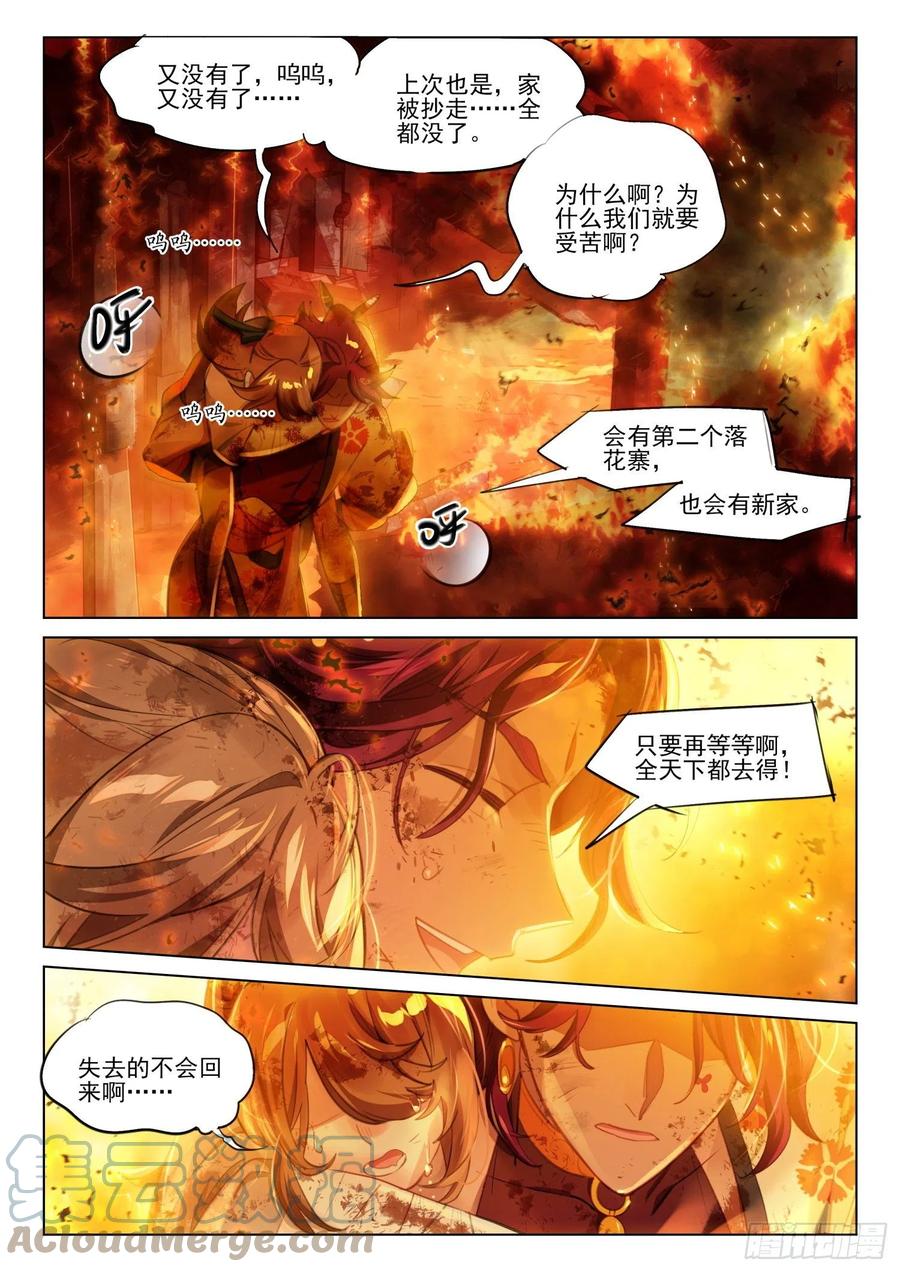 又没有了，呜呜，
又没有了……
上次也是，家
被抄走……全
都没了。
为什么啊？为
什么我们就要
受苦啊？
呜呜……
呀
呜呜……
会有第二个落
花寨，
也会有新家。
呀
只要再等等啊，
全天下都去得！
失去的不会回
来啊……
集云数据
AcloudMerge.com
腾讯动漫